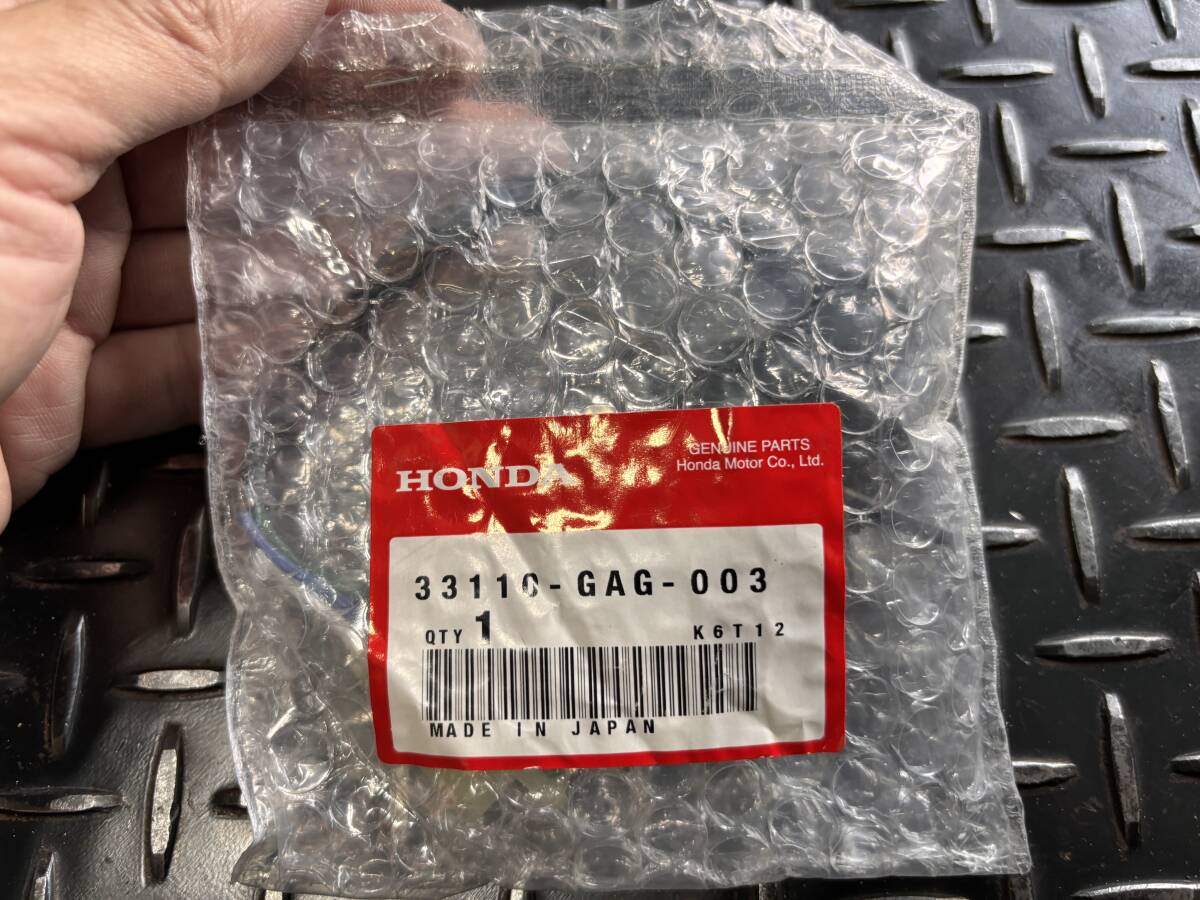 HONDA
GENUINE PARTS
Honda Motor Co., Ltd.
33110-GAG-003
QTY 1
K6T12
MADE IN JAPAN